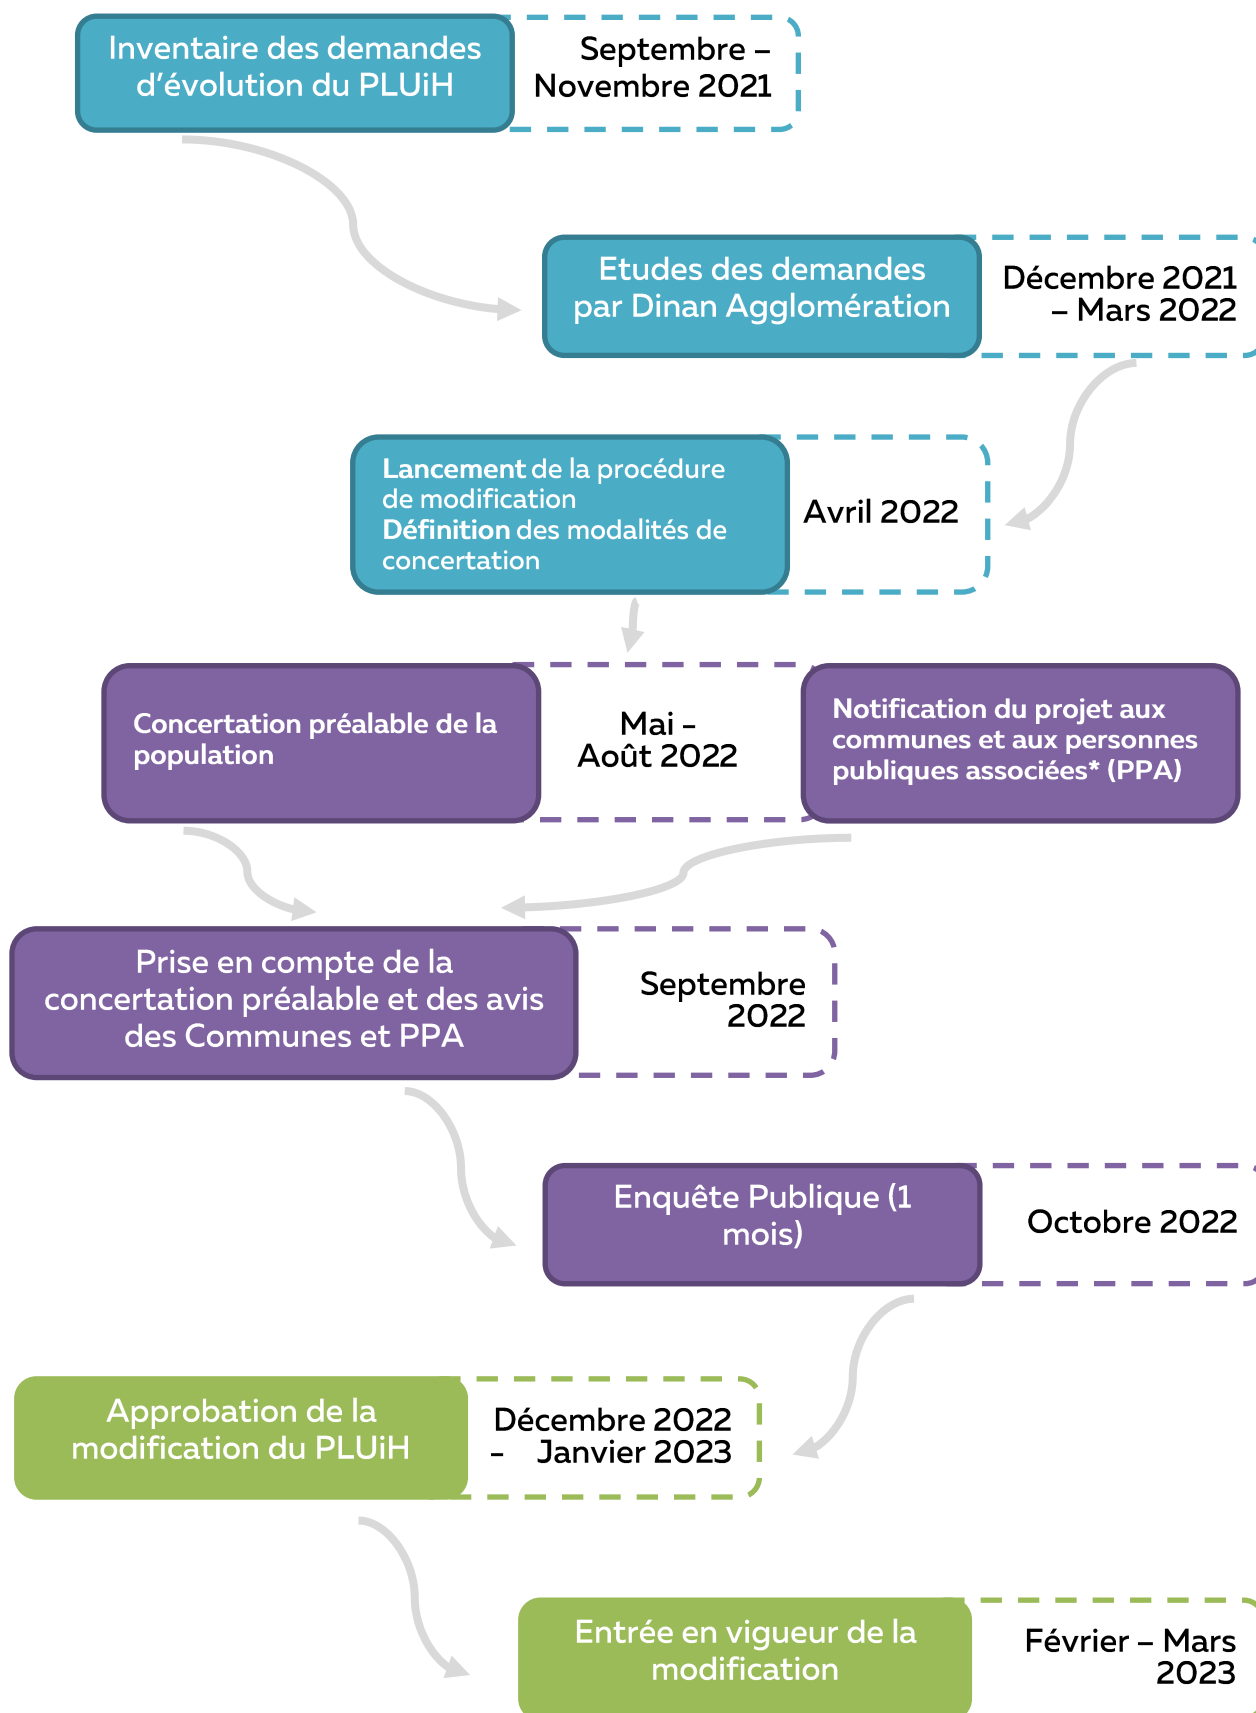 Inventaire des demandes
d'évolution du PLUiH
Septembre –
Novembre 2021
Etudes des demandes
par Dinan Agglomération
Décembre 2021
– Mars 2022
Lancement de la procédure
de modification
Définition des modalités de
concertation
Avril 2022
Concertation préalable de la
population
Mai -
Août 2022
Notification du projet aux
communes et aux personnes
publiques associées* (PPA)
Prise en compte de la
concertation préalable et des avis
des Communes et PPA
Septembre
2022
Enquête Publique (1
mois)
Octobre 2022
Approbation de la
modification du PLUiH
Décembre 2022
- Janvier 2023
Entrée en vigueur de la
modification
Février – Mars
2023